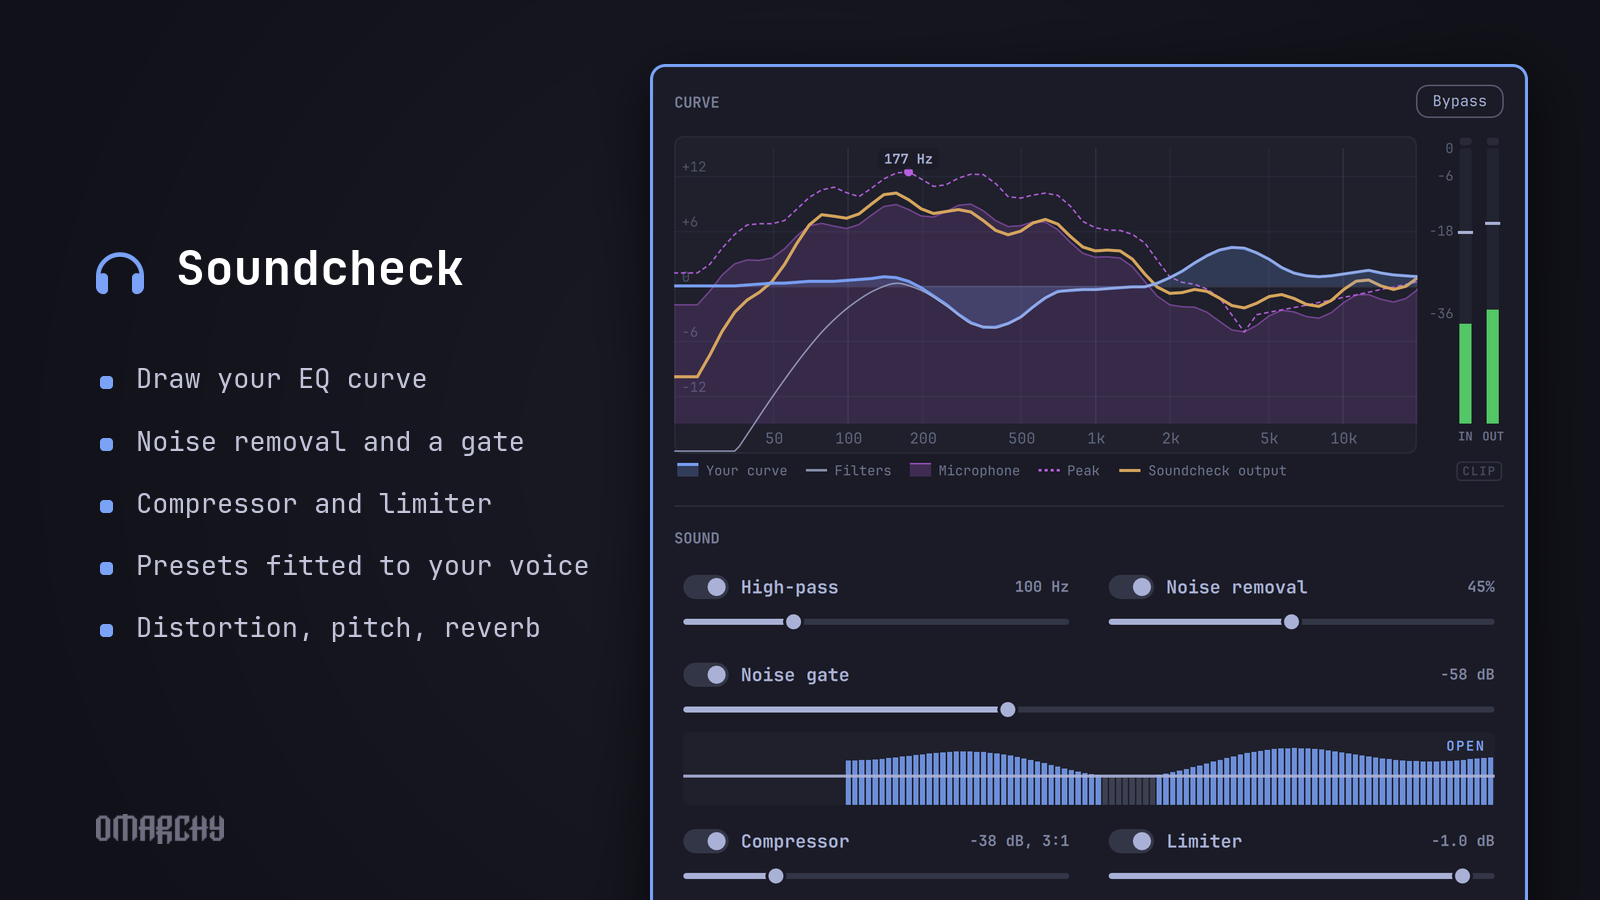 Soundcheck
Draw your EQ curve
Noise removal and a gate
Compressor and limiter
Presets fitted to your voice
Distortion, pitch, reverb
OMARCHY
CURVE
Bypass
177 Hz
+12
+6
0
-6
-12
50 100 200 500 1k 2k 5k 10k
0
-6
-18
-36
IN OUT
Your curve Filters Microphone Peak Soundcheck output
CLIP
SOUND
High-pass 100 Hz
Noise removal 45%
Noise gate -58 dB
OPEN
Compressor -38 dB, 3:1
Limiter -1.0 dB